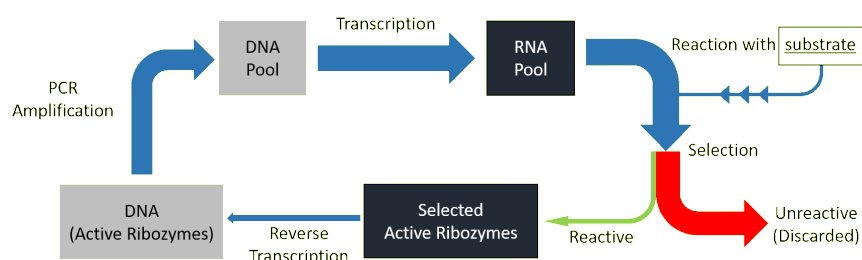 DNA
Pool
Transcription
RNA
Pool
Reaction with substrate
PCR
Amplification
Selection
DNA
(Active Ribozymes)
Reverse
Transcription
Selected
Active Ribozymes
Reactive
Unreactive
(Discarded)